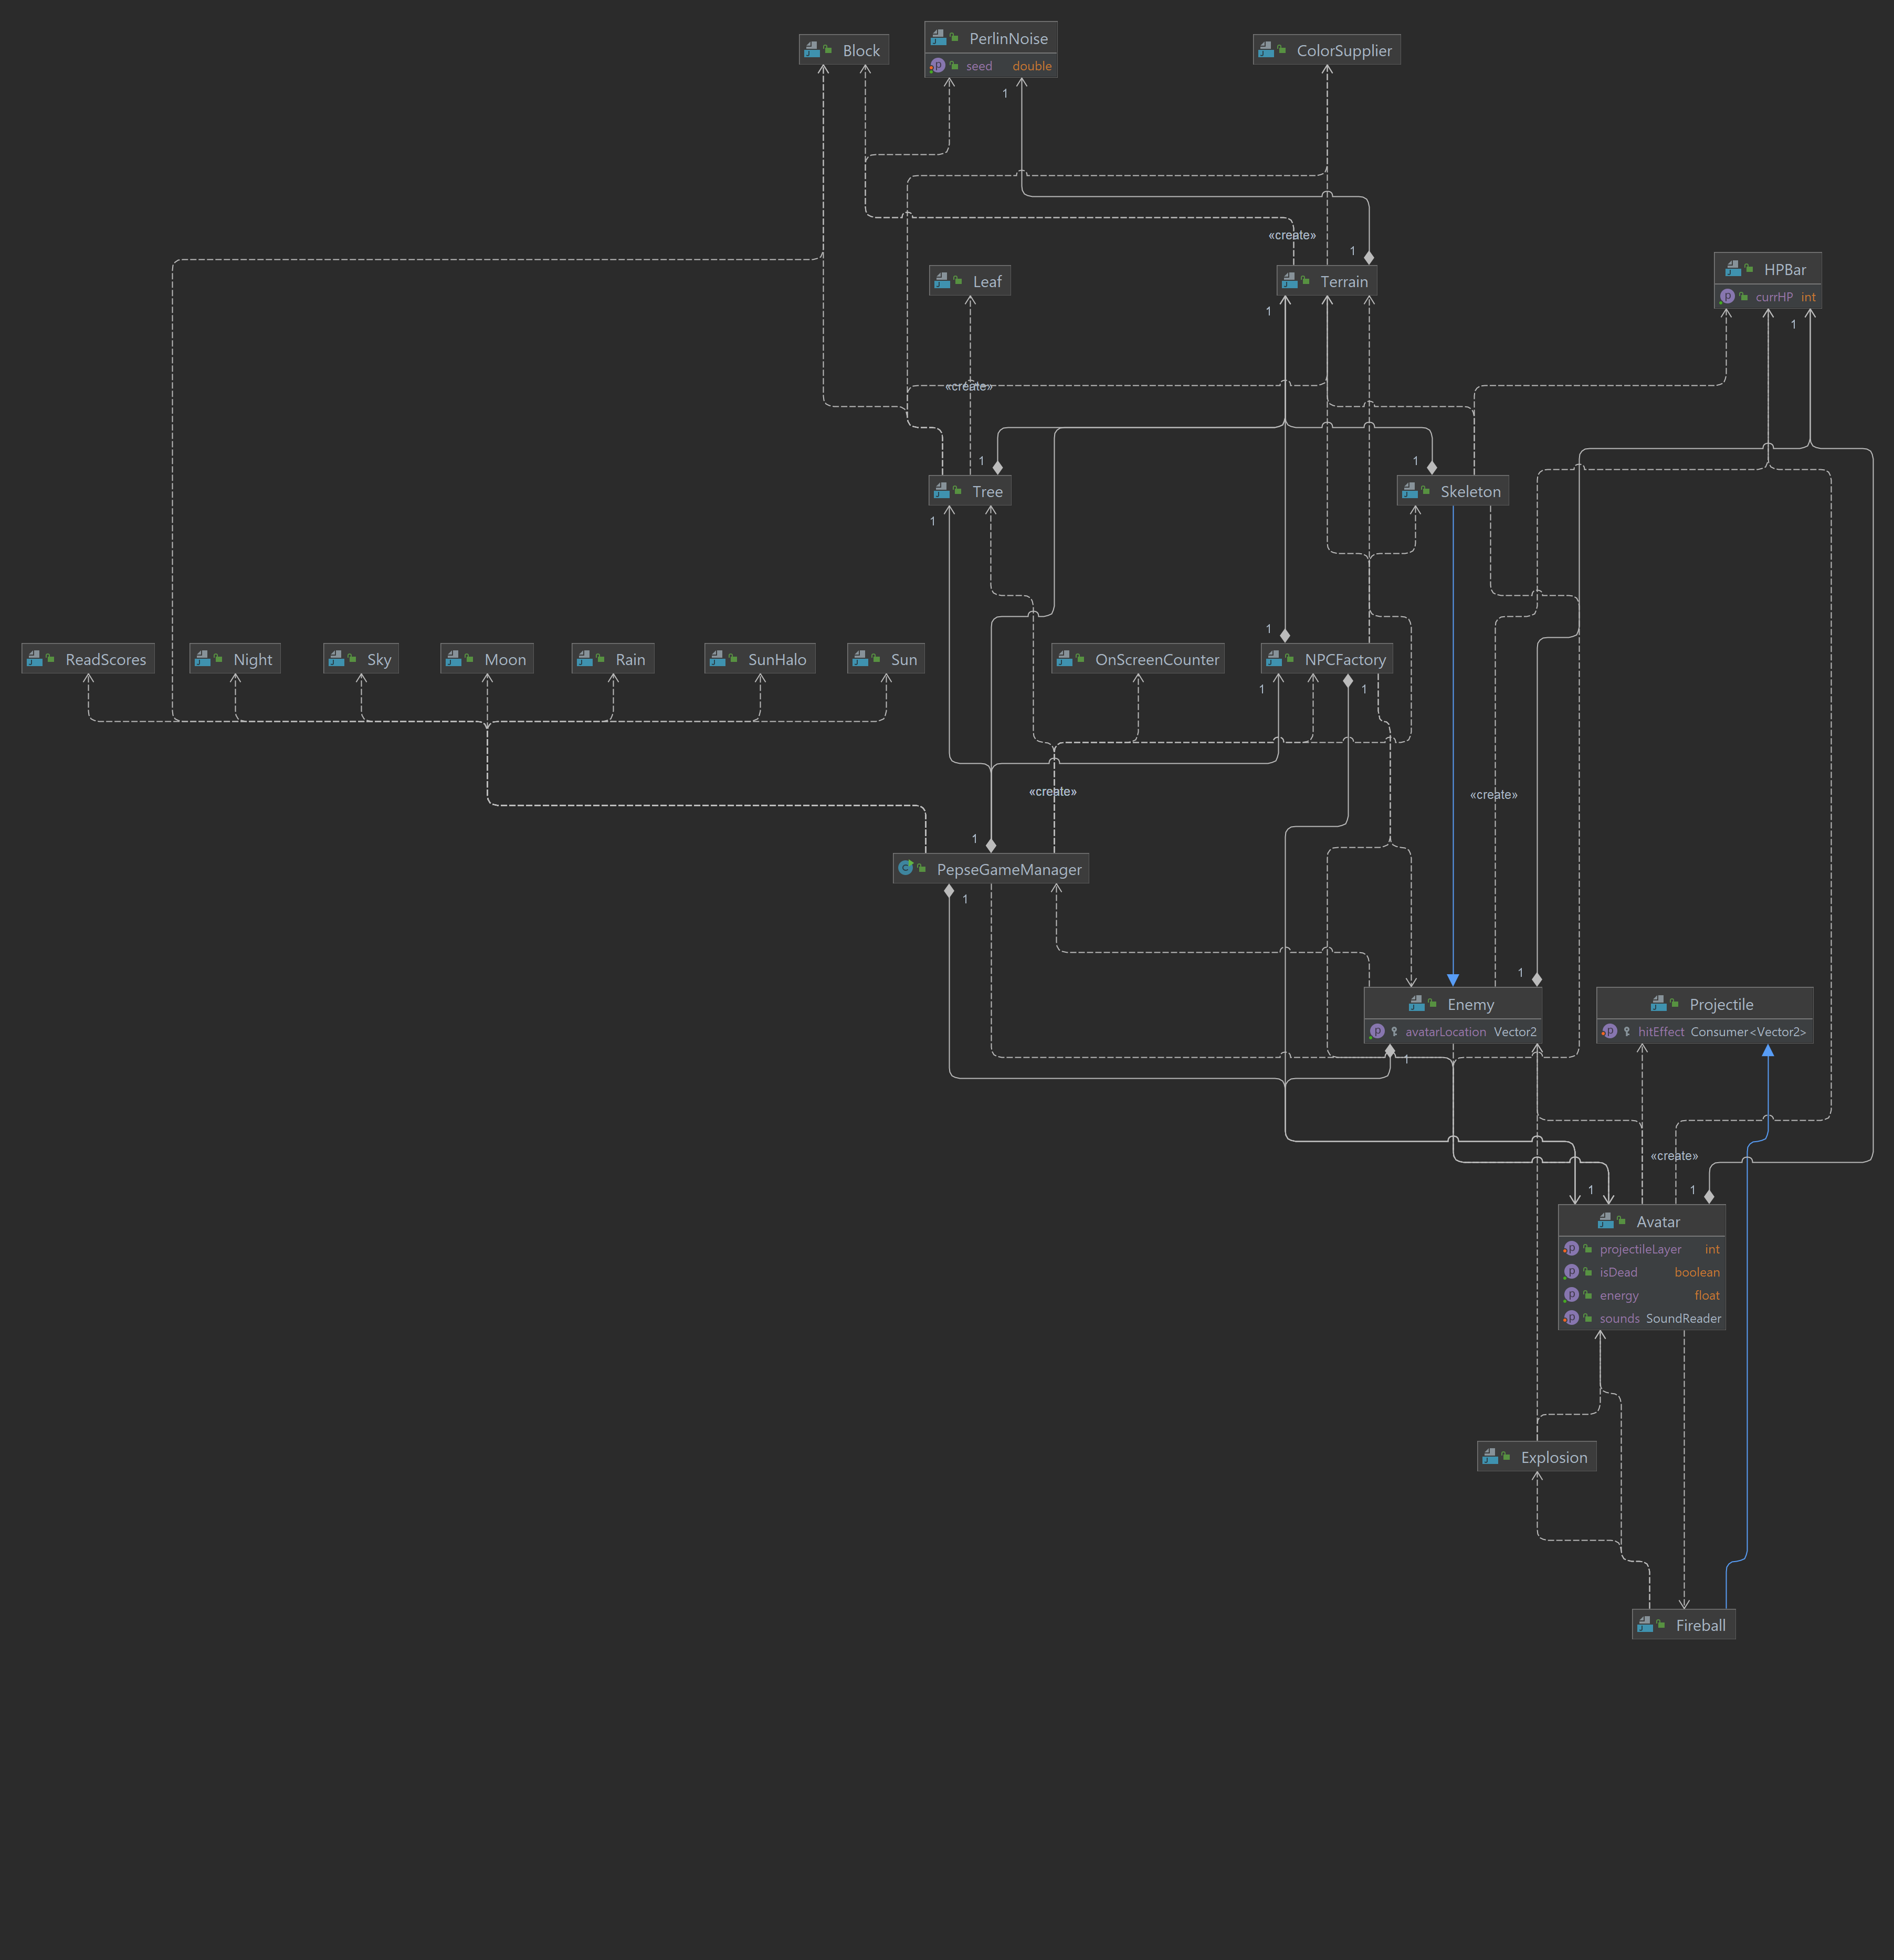 PerlinNoise
Block
ColorSupplier
seed double
1
«create»
1
HPBar
Leaf
Terrain
currHP int
1
1
«create»
1
1
Tree
Skeleton
1
1
ReadScores
Night
Sky
Moon
Rain
SunHalo
Sun
OnScreenCounter
NPCFactory
1
1
«create»
«create»
1
PepseGameManager
1
1
Enemy
Projectile
avatarLocation Vector2
hitEffect Consumer<Vector2>
1
«create»
1
1
Avatar
projectileLayer int
isDead boolean
energy float
sounds SoundReader
Explosion
Fireball